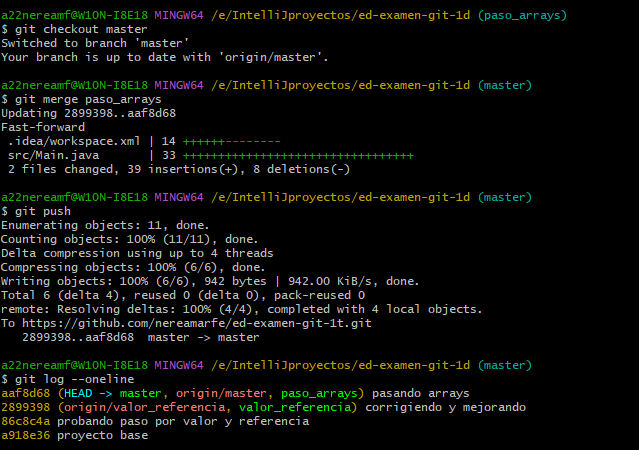 a22nereamf@W10N-I8E18 MINGW64 /e/IntelliJproyectos/ed-examen-git-1d (paso_arrays)
$ git checkout master
Switched to branch 'master'
Your branch is up to date with 'origin/master'.
a22nereamf@W10N-I8E18 MINGW64 /e/IntelliJproyectos/ed-examen-git-1d (master)
$ git merge paso_arrays
Updating 2899398..aaf8d68
Fast-forward
.idea/workspace.xml | 14 ++++++--------
src/Main.java | 33 +++++++++++++++++++++++++++++++++
2 files changed, 39 insertions(+), 8 deletions(-)
a22nereamf@W10N-I8E18 MINGW64 /e/IntelliJproyectos/ed-examen-git-1d (master)
$ git push
Enumerating objects: 11, done.
Counting objects: 100% (11/11), done.
Delta compression using up to 4 threads
Compressing objects: 100% (6/6), done.
Writing objects: 100% (6/6), 942 bytes | 942.00 KiB/s, done.
Total 6 (delta 4), reused 0 (delta 0), pack-reused 0
remote: Resolving deltas: 100% (4/4), completed with 4 local objects.
To https://github.com/nereamarfe/ed-examen-git-1t.git
2899398..aaf8d68 master -> master
a22nereamf@W10N-I8E18 MINGW64 /e/IntelliJproyectos/ed-examen-git-1d (master)
$ git log --oneline
aaf8d68 (HEAD -> master, origin/master, paso_arrays) pasando arrays
2899398 (origin/valor_referencia, valor_referencia) corrigiendo y mejorando
86c8c4a probando paso por valor y referencia
a918e36 proyecto base